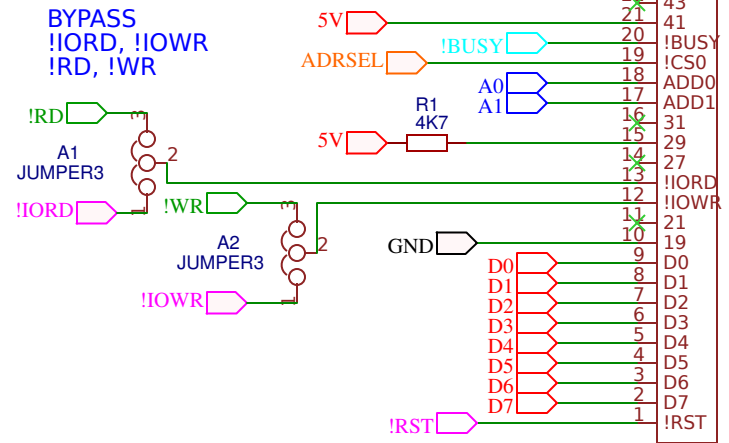 BYPASS
!IORD, !IOWR
!RD, !WR
43
5V 21 41
!BUSY 20 !BUSY
ADRSEL 19 !CS0
A0 18 ADD0
A1 17 ADD1
R1
4K7
16 31
5V 15 29
14 27
13 !IORD
12 !IOWR
11 21
GND 10 19
D0 9 D0
D1 8 D1
D2 7 D2
D3 6 D3
D4 5 D4
D5 4 D5
D6 3 D6
D7 2 D7
!RST 1 !RST
!RD 3
A1
JUMPER3
2
!IORD 1
!WR 3
A2
JUMPER3
2
!IOWR 1